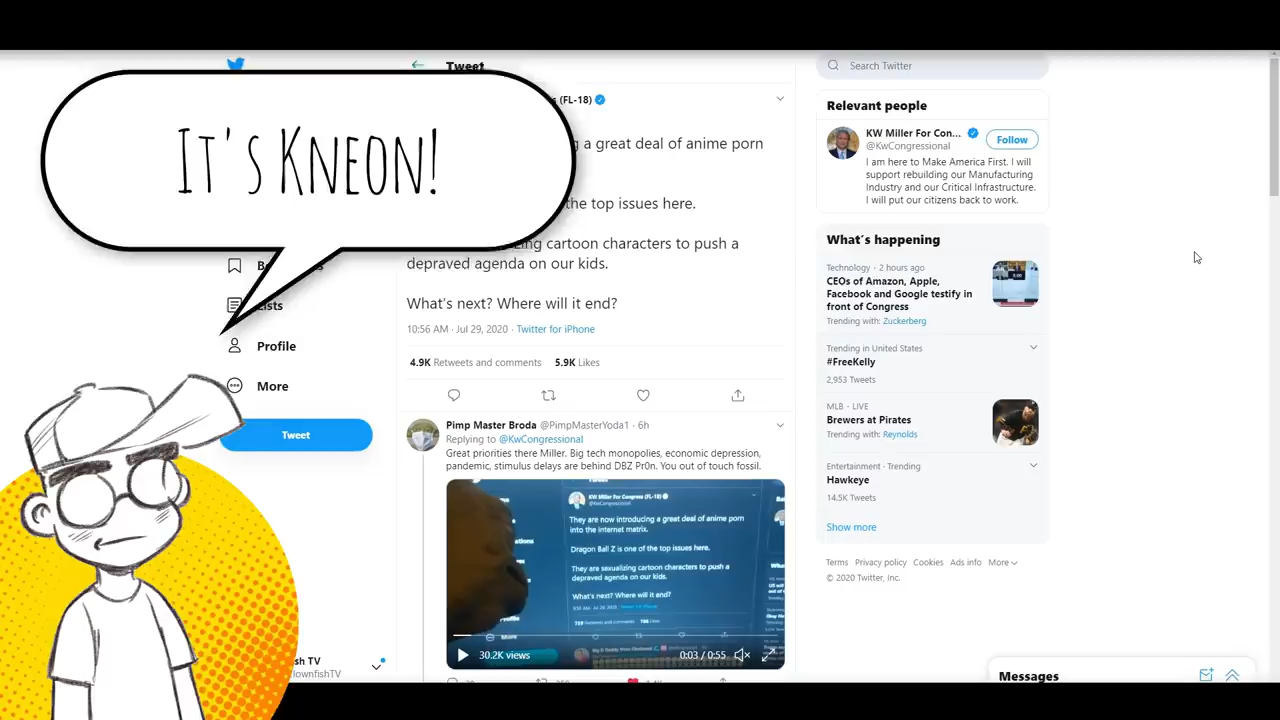 IT'S KNEON!
Tweet
Search Twitter
(FL-18)
a great deal of anime porn
the top issues here.
cartoon characters to push a
depraved agenda on our kids.
What's next? Where will it end?
10:56 AM · Jul 29, 2020 · Twitter for iPhone
4.9K Retweets and comments 5.9K Likes
Lists
Profile
More
Tweet
Pimp Master Broda @PimpMasterYoda1 · 6h
Replying to @KwCongressional
Great priorities there Miller. Big tech monopolies, economic depression,
pandemic, stimulus delays are behind DBZ Pr0n. You out of touch fossil.
KW Miller For Congress (FL-18)
@KwCongressional
They are now introducing a great deal of anime porn
into the internet matrix.
Dragon Ball Z is one of the top issues here.
They are sexualizing cartoon characters to push a
depraved agenda on our kids.
What's next? Where will it end?
Retweets and comments
Likes
More
30.2K views
0:03 / 0:55
sh TV
lownfishTV
Relevant people
KW Miller For Con...
@KwCongressional
Follow
I am here to Make America First. I will
support rebuilding our Manufacturing
Industry and our Critical Infrastructure.
I will put our citizens back to work.
What's happening
Technology · 2 hours ago
CEOs of Amazon, Apple,
Facebook and Google testify in
front of Congress
Trending with: Zuckerberg
Trending in United States
#FreeKelly
2,953 Tweets
MLB · LIVE
Brewers at Pirates
Trending with: Reynolds
Entertainment · Trending
Hawkeye
14.5K Tweets
Show more
Terms Privacy policy Cookies Ads info More
© 2020 Twitter, Inc.
Messages